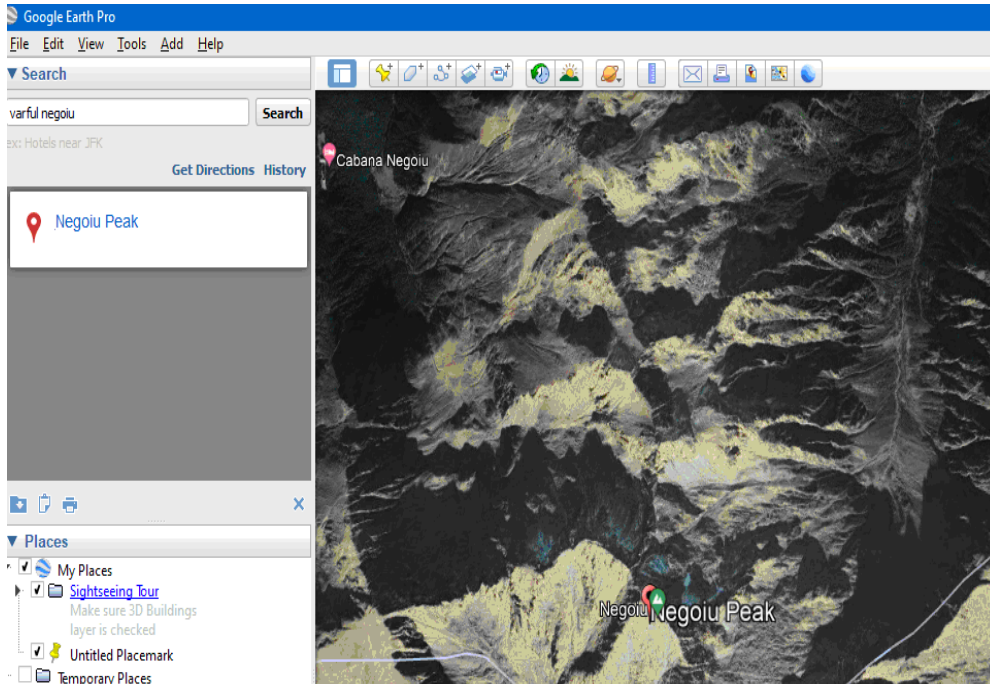 Google Earth Pro
File Edit View Tools Add Help
Search
varful negoiu Search
ex: Hotels near JFK
Get Directions History
Negoiu Peak
Places
My Places
Sightseeing Tour
Make sure 3D Buildings
layer is checked
Untitled Placemark
Temporary Places
Cabana Negoiu
Negoiu Negoiu Peak